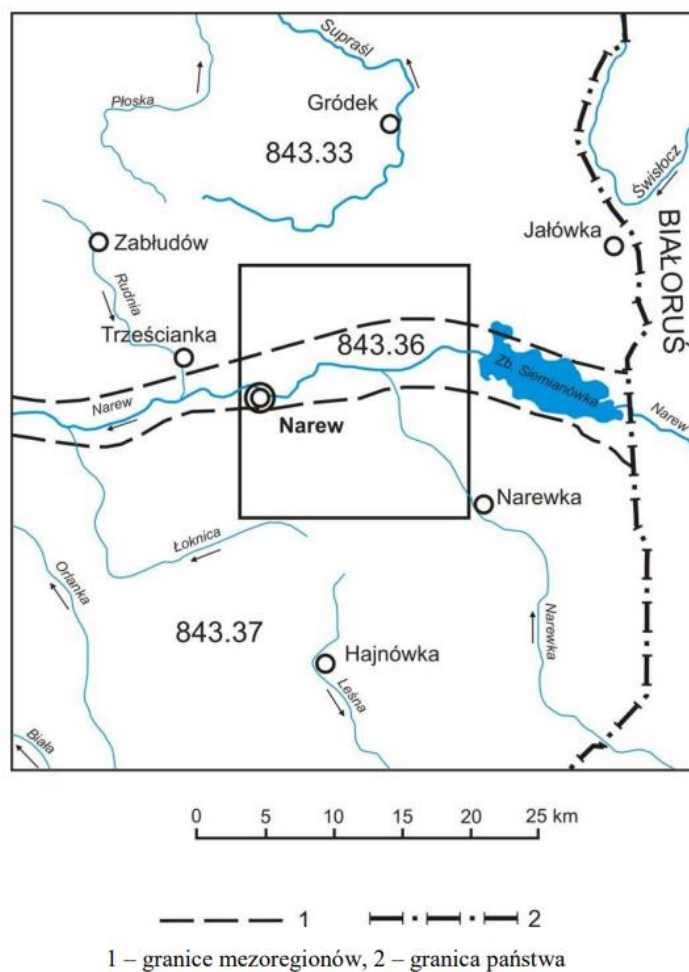 Supraśl
Płoska
Gródek
843.33
Świsłocz
Zabłudów
Jałówka
BIAŁORUŚ
Rudnia
Trześcianka
843.36
Zb. Siemianówka
Narew
Narew
Narew
Narewka
Łoknica
Orlanka
843.37
Narewka
Hajnówka
Leśna
Biała
0 5 10 15 20 25 km
1 2
1 – granice mezoregionów, 2 – granica państwa